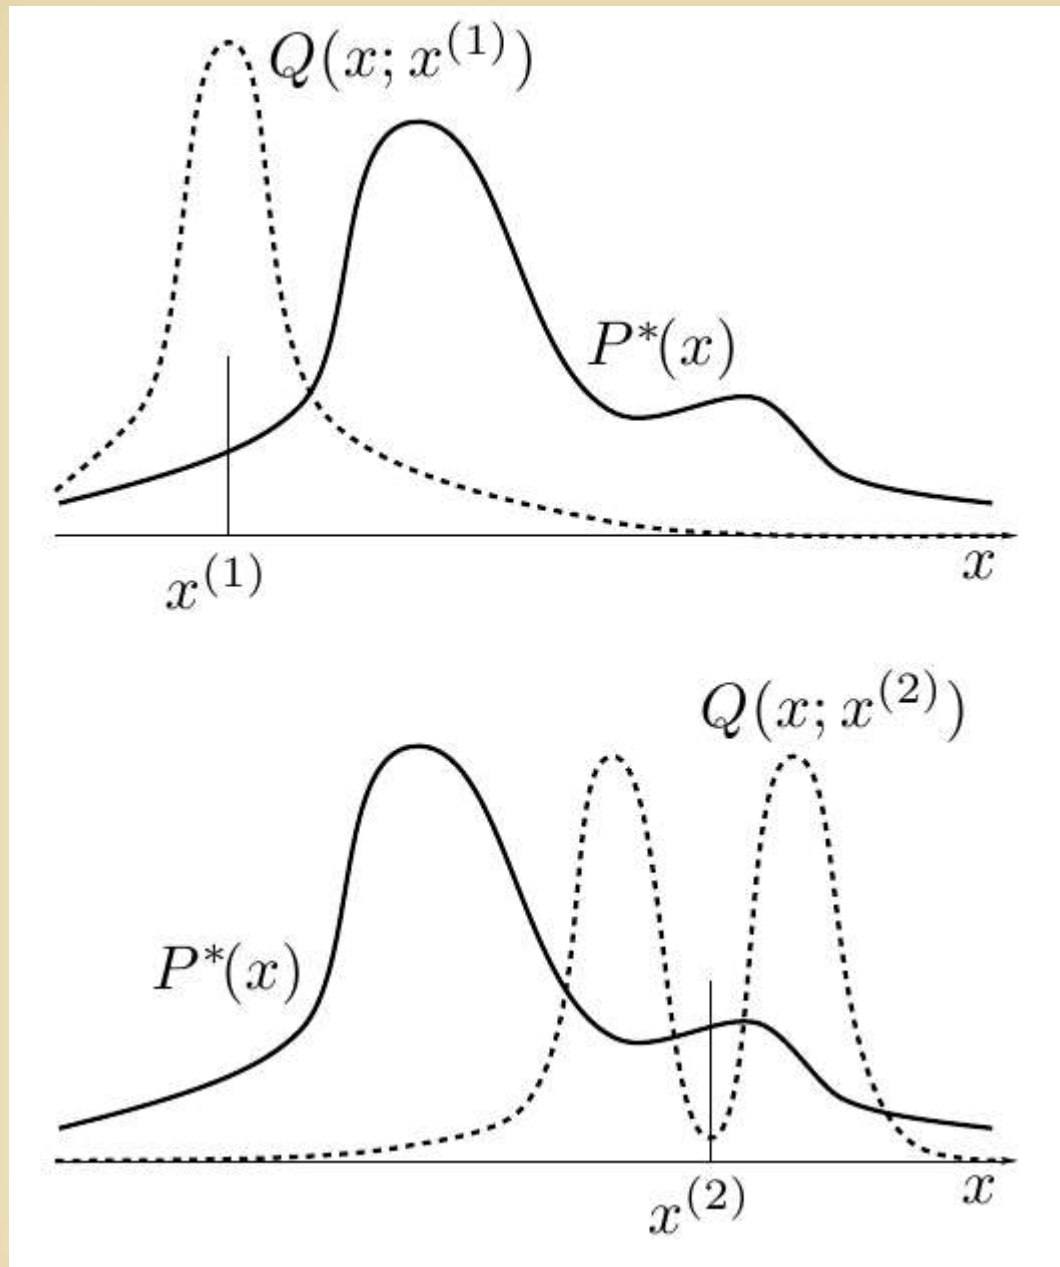 Q(x; x^{(1)})
P*(x)
x
x^{(1)}
Q(x; x^{(2)})
P*(x)
x
x^{(2)}